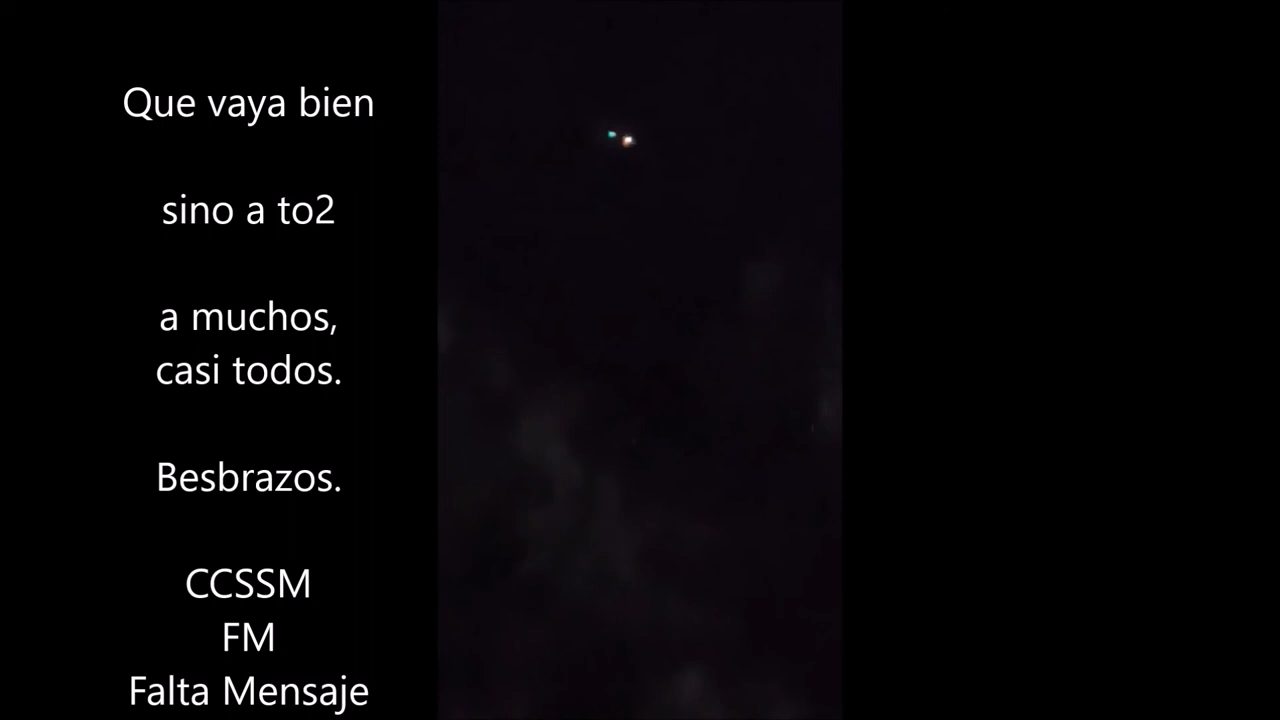 Que vaya bien
sino a to2
a muchos,
casi todos.
Besbrazos.
CCSSM
FM
Falta Mensaje